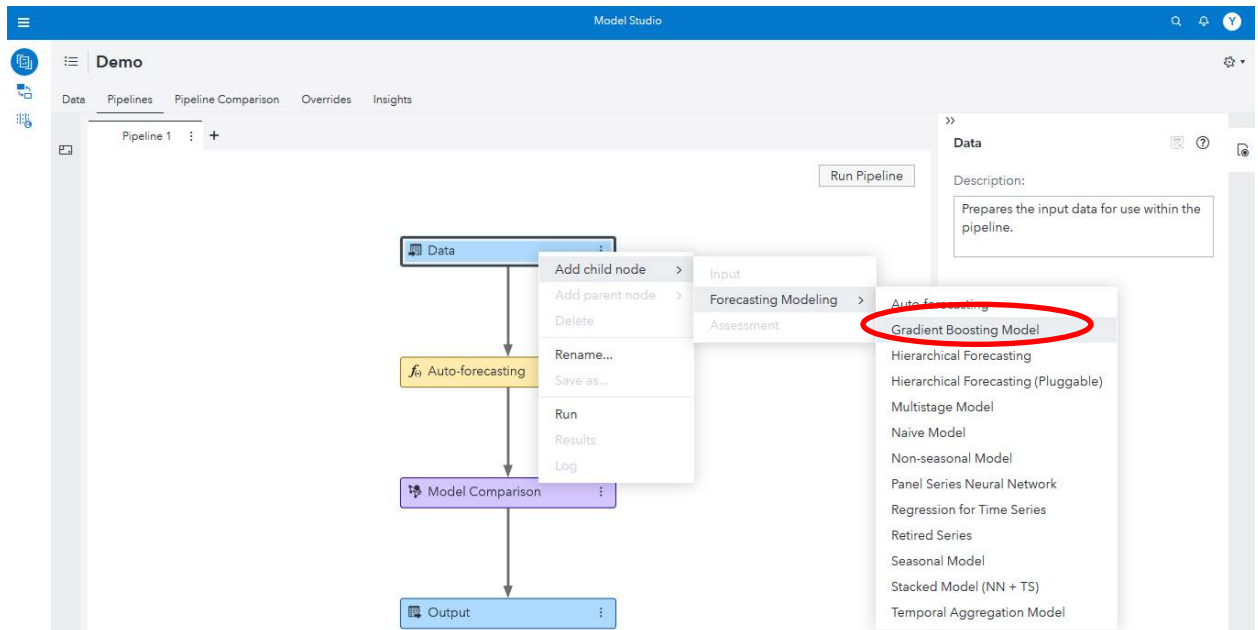 Model Studio
Y
Demo
Data Pipelines Pipeline Comparison Overrides Insights
Pipeline 1
Run Pipeline
Data
Description:
Prepares the input data for use within the
pipeline.
Data
Auto-forecasting
Model Comparison
Output
Add child node
Add parent node
Delete
Rename...
Save as...
Run
Results
Log
Input
Forecasting Modeling
Assessment
Auto-forecasting
Gradient Boosting Model
Hierarchical Forecasting
Hierarchical Forecasting (Pluggable)
Multistage Model
Naive Model
Non-seasonal Model
Panel Series Neural Network
Regression for Time Series
Retired Series
Seasonal Model
Stacked Model (NN + TS)
Temporal Aggregation Model